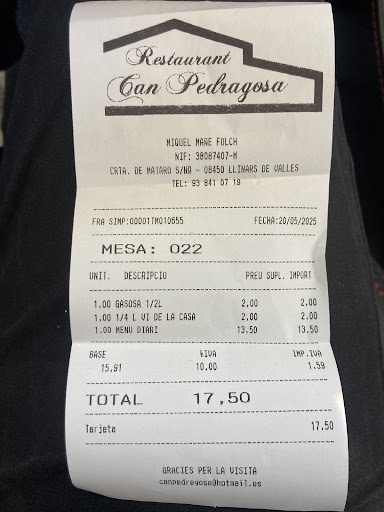 Restaurant
Can Pedragosa
MIQUEL MARE FOLCH
NIF: 38087407-M
CRTA. DE MATARO S/NQ - 08450 LLINARS DE VALLES
TEL: 93 841 07 19
FRA SIMP:00001TM010655 FECHA:20/05/2025
MESA: 022
UNIT. DESCRIPCIO PREU SUPL. IMPORT
1.00 GASOSA 1/2L 2,00 2,00
1.00 1/4 L VI DE LA CASA 2,00 2,00
1.00 MENU DIARI 13.50 13,50
BASE %IVA IMP.IVA
15,91 10,00 1.59
TOTAL 17,50
Tarjeta 17,50
GRACIES PER LA VISITA
canpedragosa@hotmail.es